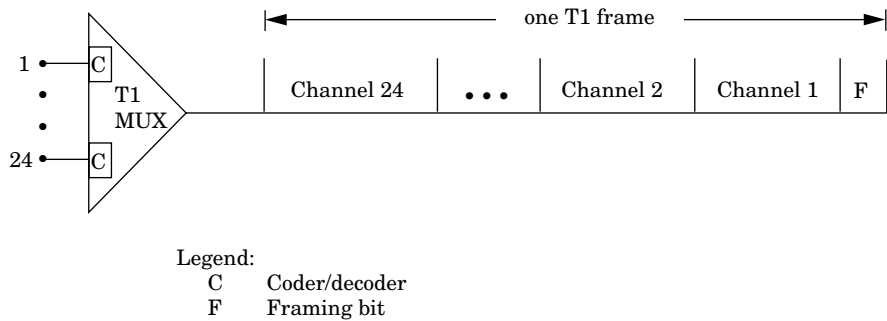 one T1 frame
1
C
Channel 24
• • •
Channel 2
Channel 1
F
T1
MUX
24
C
Legend:
C Coder/decoder
F Framing bit